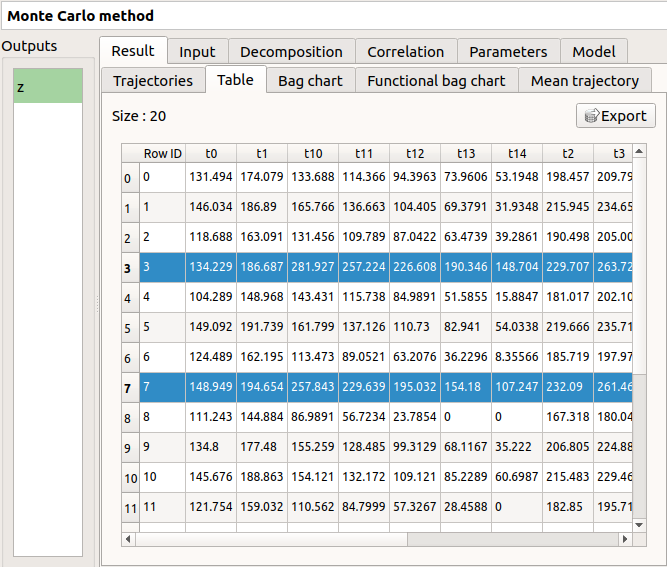 Monte Carlo method
Outputs
z
Result Input Decomposition Correlation Parameters Model
Trajectories Table Bag chart Functional bag chart Mean trajectory
Size : 20
Export
Row ID t0 t1 t10 t11 t12 t13 t14 t2 t3
0 0 131.494 174.079 133.688 114.366 94.3963 73.9606 53.1948 198.457 209.79
1 1 146.034 186.89 165.766 136.663 104.405 69.3791 31.9348 215.945 234.65
2 2 118.688 163.091 131.456 109.789 87.0422 63.4739 39.2861 190.498 205.00
3 3 134.229 186.687 281.927 257.224 226.608 190.346 148.704 229.707 263.72
4 4 104.289 148.968 143.431 115.738 84.9891 51.5855 15.8847 181.017 202.10
5 5 149.092 191.739 161.799 137.126 110.73 82.941 54.0338 219.666 235.71
6 6 124.489 162.195 113.473 89.0521 63.2076 36.2296 8.35566 185.719 197.97
7 7 148.949 194.654 257.843 229.639 195.032 154.18 107.247 232.09 261.46
8 8 111.243 144.884 86.9891 56.7234 23.7854 0 0 167.318 180.04
9 9 134.8 177.48 155.259 128.485 99.3129 68.1167 35.222 206.805 224.88
10 10 145.676 188.863 154.121 132.172 109.121 85.2289 60.6987 215.483 229.46
11 11 121.754 159.032 110.562 84.7999 57.3267 28.4588 0 182.85 195.71